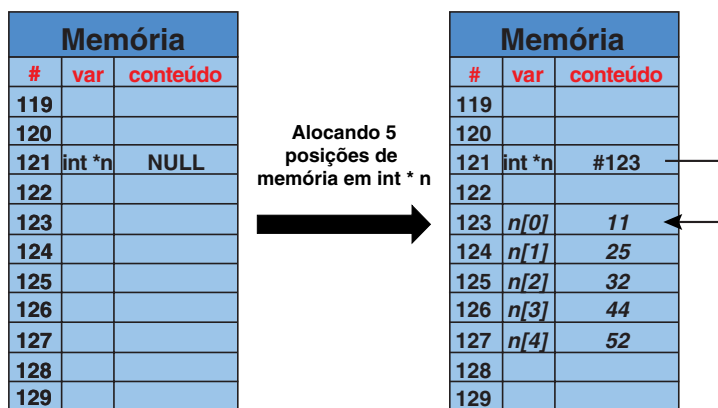 Memória
# var conteúdo
119
120
121 int *n NULL
122
123
124
125
126
127
128
129
Alocando 5
posições de
memória em int * n
Memória
# var conteúdo
119
120
121 int *n #123
122
123 n[0] 11
124 n[1] 25
125 n[2] 32
126 n[3] 44
127 n[4] 52
128
129